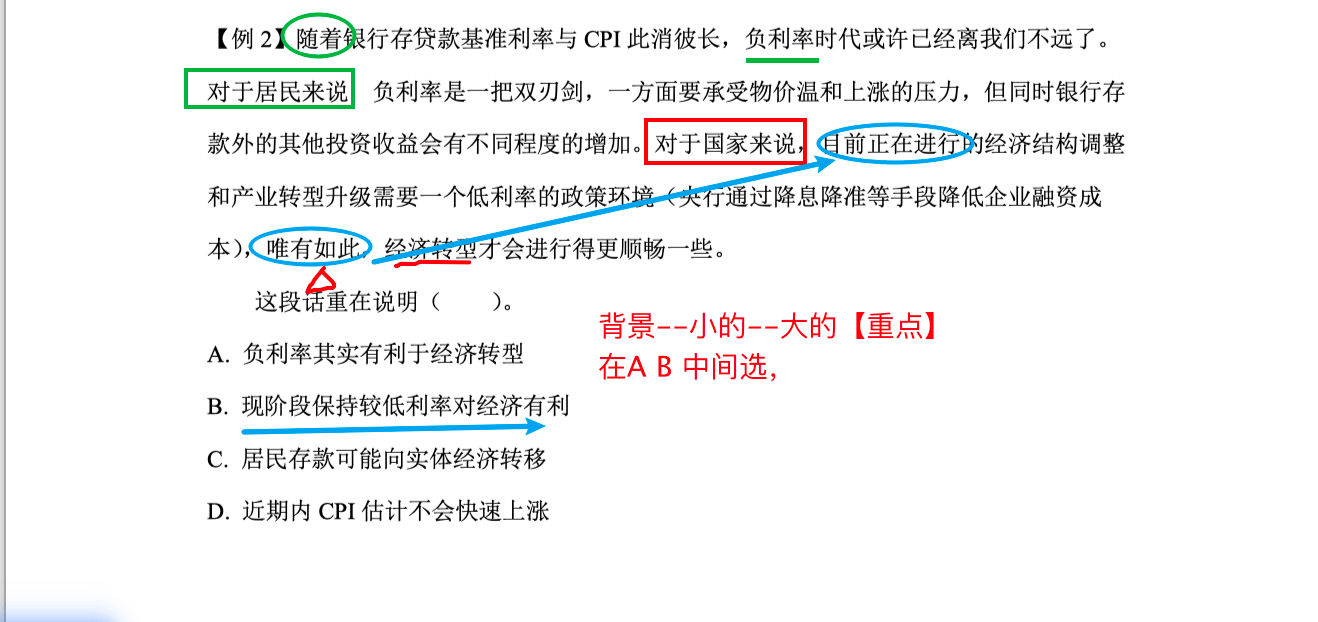 【例 2】随着银行存贷款基准利率与 CPI 此消彼长，负利率时代或许已经离我们不远了。
对于居民来说 负利率是一把双刃剑，一方面要承受物价温和上涨的压力，但同时银行存
款外的其他投资收益会有不同程度的增加。对于国家来说，目前正在进行的经济结构调整
和产业转型升级需要一个低利率的政策环境（央行通过降息降准等手段降低企业融资成
本），唯有如此，经济转型才会进行得更顺畅一些。
这段话重在说明（　　）。
背景--小的--大的【重点】
A. 负利率其实有利于经济转型
在A B 中间选，
B. 现阶段保持较低利率对经济有利
C. 居民存款可能向实体经济转移
D. 近期内 CPI 估计不会快速上涨